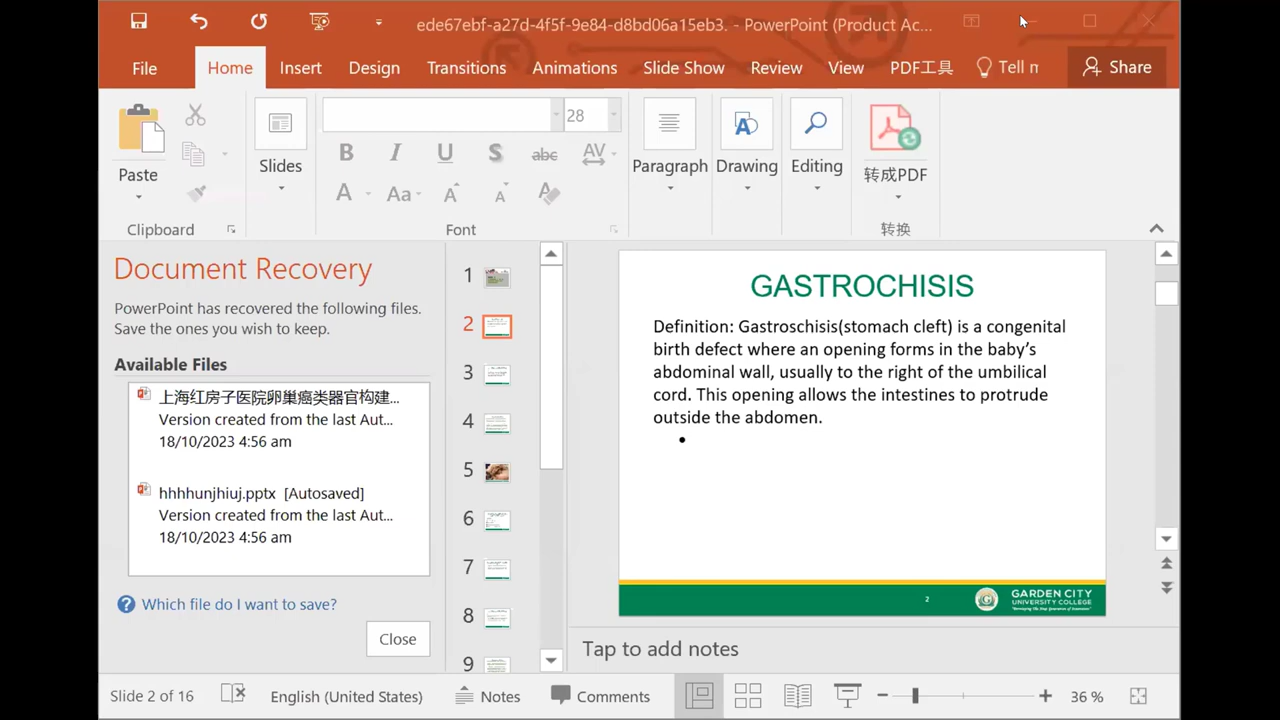 ede67ebf-a27d-4f5f-9e84-d8bd06a15eb3. - PowerPoint (Product Ac...
File Home Insert Design Transitions Animations Slide Show Review View PDF工具 Tell m Share
28
B I U S abc AV
Paste Slides Paragraph Drawing Editing 转成PDF
A Aa A A A
Clipboard Font 转换
Document Recovery
PowerPoint has recovered the following files.
Save the ones you wish to keep.
Available Files
上海红房子医院卵巢癌类器官构建...
Version created from the last Aut...
18/10/2023 4:56 am
hhhhunjhiuj.pptx [Autosaved]
Version created from the last Aut...
18/10/2023 4:56 am
Which file do I want to save?
Close
1
2
3
4
5
6
7
8
9
GASTROCHISIS
Definition: Gastroschisis(stomach cleft) is a congenital
birth defect where an opening forms in the baby’s
abdominal wall, usually to the right of the umbilical
cord. This opening allows the intestines to protrude
outside the abdomen.
•
2
GARDEN CITY
UNIVERSITY COLLEGE
Tap to add notes
Slide 2 of 16 English (United States) Notes Comments 36 %